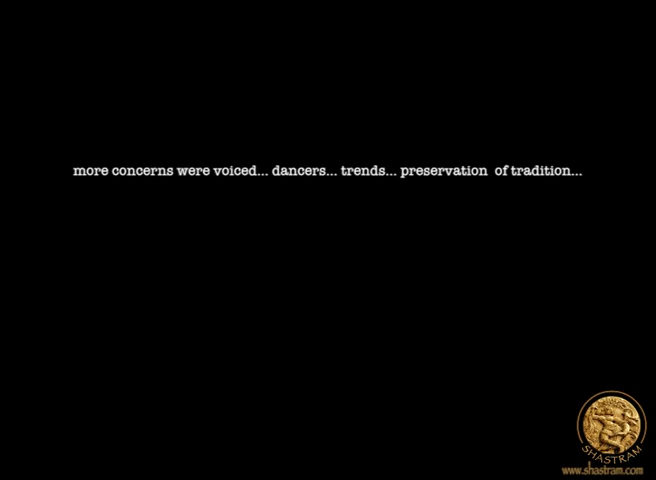 more concerns were voiced... dancers... trends... preservation of tradition...
SHASTRAM
www.shastram.com